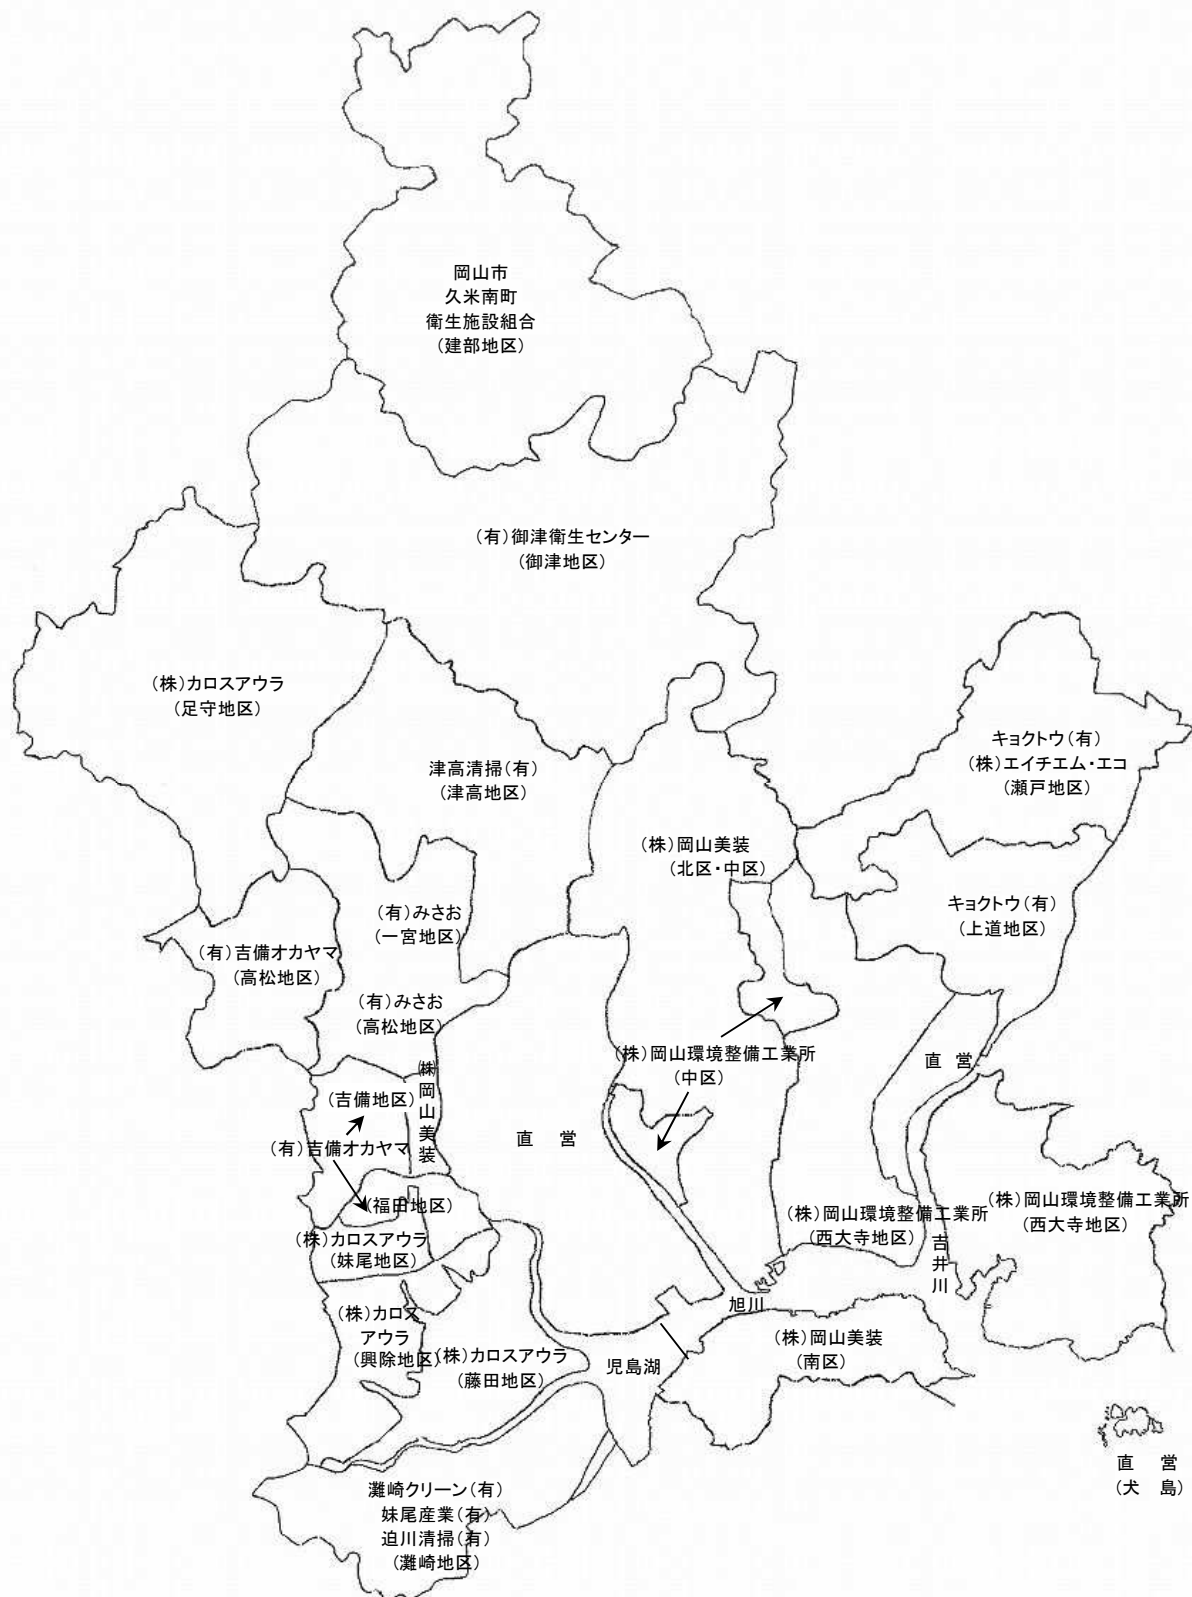 岡山市
久米南町
衛生施設組合
(建部地区)
(有)御津衛生センター
(御津地区)
(株)カロスアウラ
(足守地区)
津高清掃(有)
(津高地区)
キョクトウ(有)
(株)エイチエム・エコ
(瀬戸地区)
(株)岡山美装
(北区・中区)
キョクトウ(有)
(上道地区)
(有)みさお
(一宮地区)
(有)吉備オカヤマ
(高松地区)
(有)みさお
(高松地区)
(株)岡山環境整備工業所
(中区)
直 営
(株)岡山美装
(吉備地区)
(有)吉備オカヤマ
直 営
(福田地区)
(株)カロスアウラ
(妹尾地区)
(株)岡山環境整備工業所
(西大寺地区)
(株)岡山環境整備工業所
(西大寺地区)
吉井川
旭川
(株)カロス
アウラ
(興除地区)
(株)カロスアウラ
(藤田地区)
児島湖
(株)岡山美装
(南区)
直 営
(犬 島)
灘崎クリーン(有)
妹尾産業(有)
迫川清掃(有)
(灘崎地区)